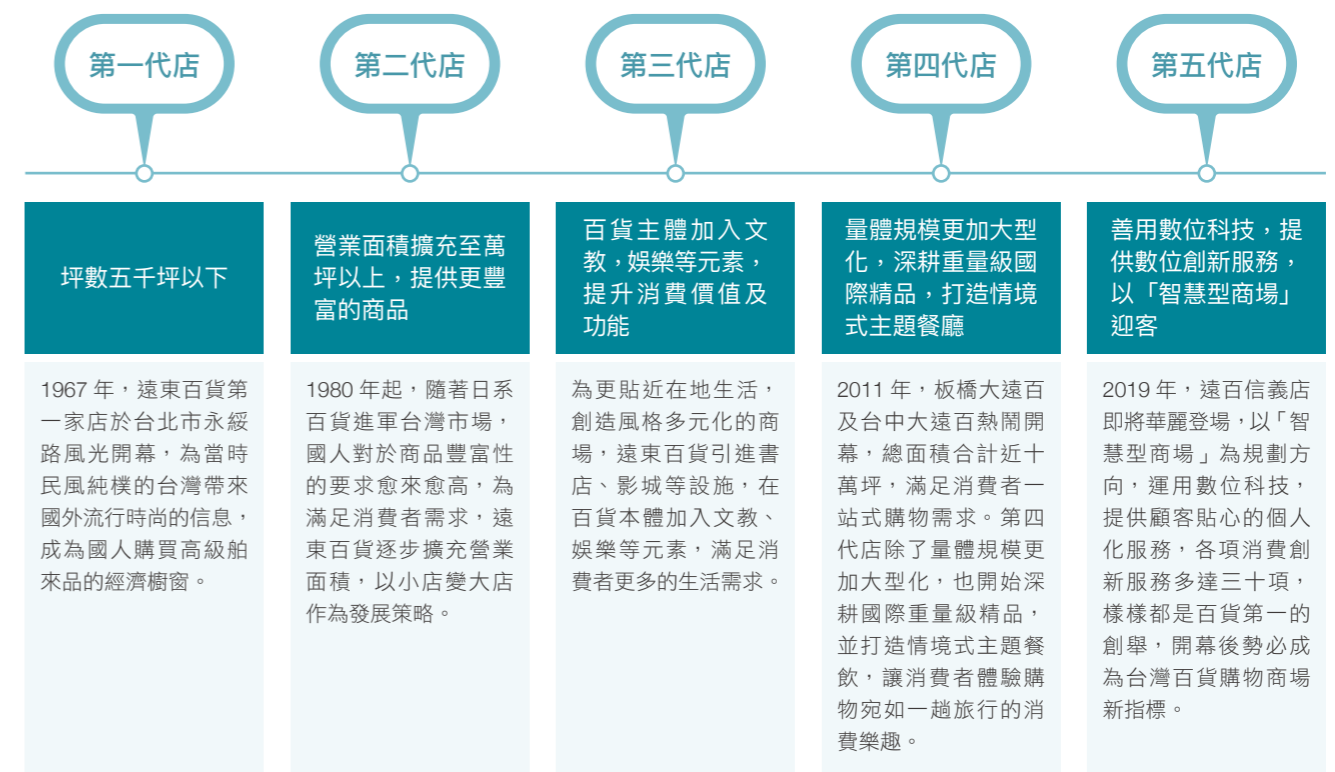 第一代店
第二代店
第三代店
第四代店
第五代店
坪數五千坪以下
營業面積擴充至萬
坪以上，提供更豐
富的商品
百貨主體加入文
教，娛樂等元素，
提升消費價值及
功能
量體規模更加大型
化，深耕重量級國
際精品，打造情境
式主題餐廳
善用數位科技，提
供數位創新服務，
以「智慧型商場」
迎客
1967 年，遠東百貨第
一家店於台北市永綏
路風光開幕，為當時
民風純樸的台灣帶來
國外流行時尚的信息，
成為國人購買高級舶
來品的經濟櫥窗。
1980 年起，隨著日系
百貨進軍台灣市場，
國人對於商品豐富性
的要求愈來愈高，為
滿足消費者需求，遠
東百貨逐步擴充營業
面積，以小店變大店
作為發展策略。
為更貼近在地生活，
創造風格多元化的商
場，遠東百貨引進書
店、影城等設施，在
百貨本體加入文教、
娛樂等元素，滿足消
費者更多的生活需求。
2011 年，板橋大遠百
及台中大遠百熱鬧開
幕，總面積合計近十
萬坪，滿足消費者一
站式購物需求。第四
代店除了量體規模更
加大型化，也開始深
耕國際重量級精品，
並打造情境式主題餐
飲，讓消費者體驗購
物宛如一趟旅行的消
費樂趣。
2019 年，遠百信義店
即將華麗登場，以「智
慧型商場」為規劃方
向，運用數位科技，
提供顧客貼心的個人
化服務，各項消費創
新服務多達三十項，
樣樣都是百貨第一的
創舉，開幕後勢必成
為台灣百貨購物商場
新指標。